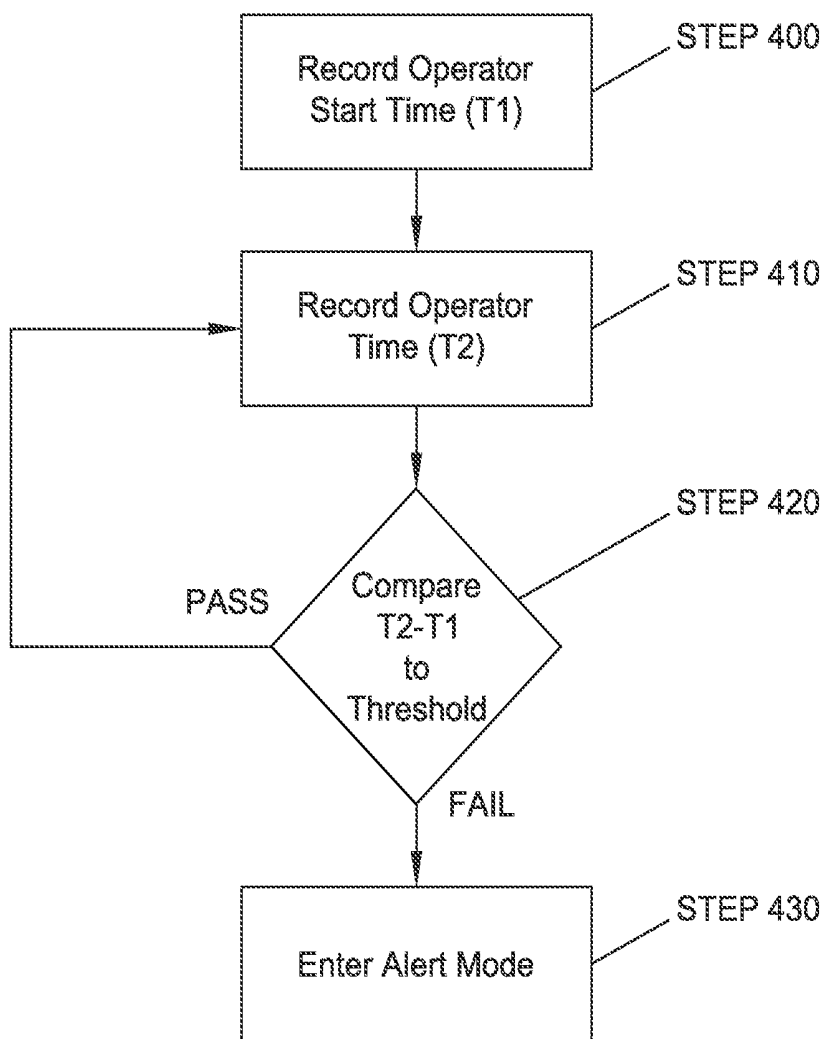 Record Operator
Start Time (T1)
STEP 400
Record Operator
Time (T2)
STEP 410
Compare
T2-T1
to
Threshold
STEP 420
PASS
FAIL
Enter Alert Mode
STEP 430